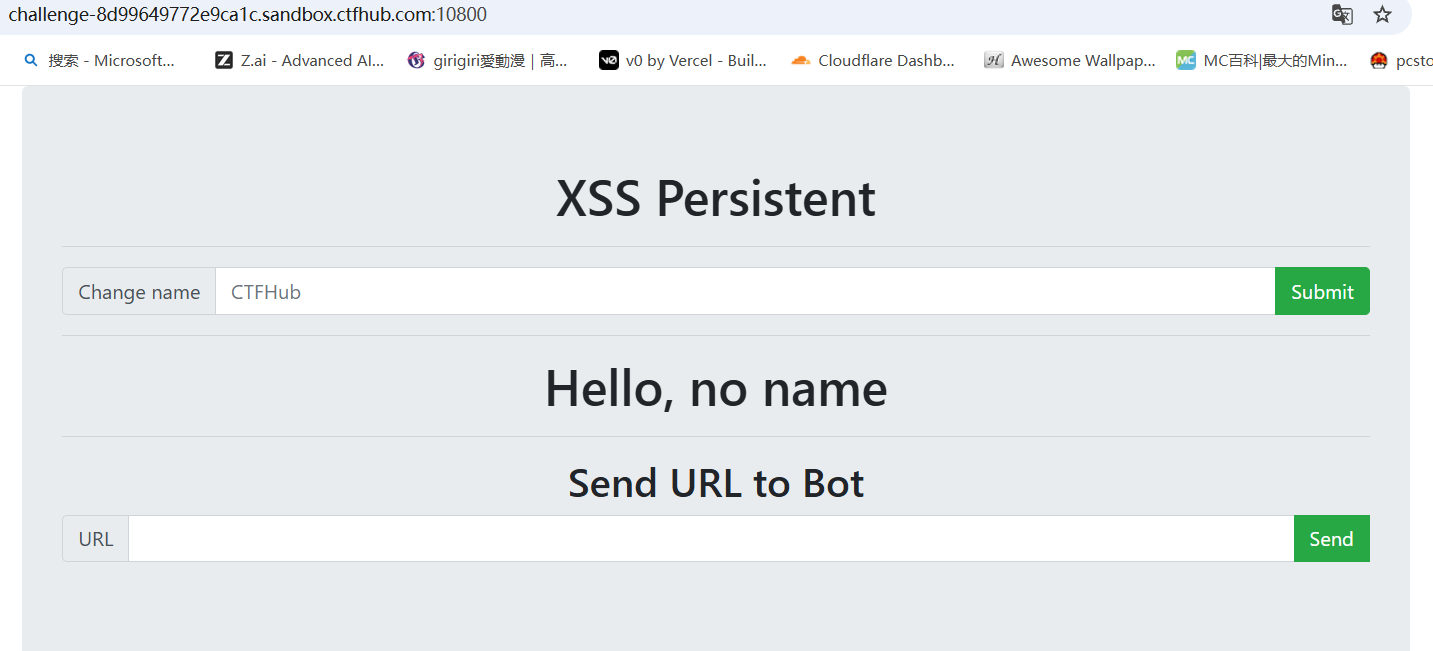 challenge-8d99649772e9ca1c.sandbox.ctfhub.com:10800
搜索 - Microsoft... Z.ai - Advanced AI... girigiri愛動漫｜高... v0 by Vercel - Buil... Cloudflare Dashb... Awesome Wallpap... MC百科|最大的Min... pcsto
XSS Persistent
Change name CTFHub Submit
Hello, no name
Send URL to Bot
URL Send